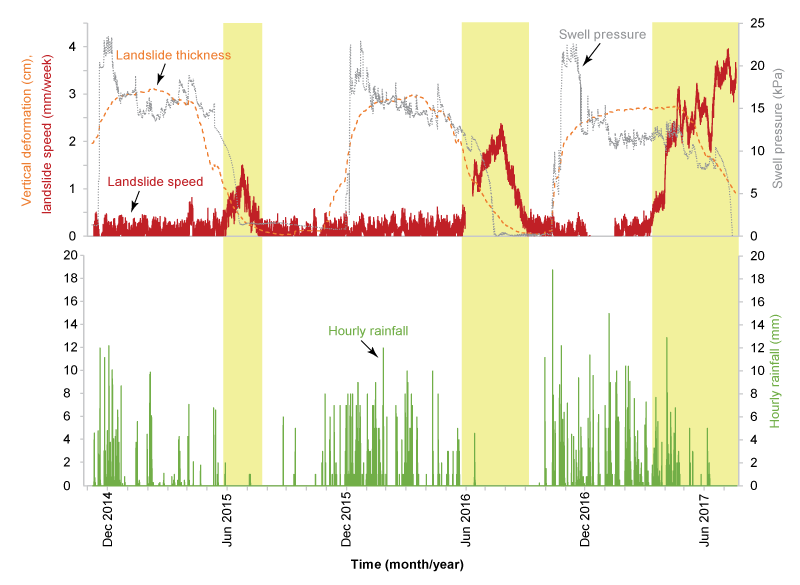 Vertical deformation (cm),
landslide speed (mm/week)
4
3
2
1
0
Landslide thickness
Landslide speed
Swell pressure
25
20
15
10
5
0
Swell pressure (kPa)
20
18
16
14
12
10
8
6
4
2
0
Hourly rainfall
20
18
16
14
12
10
8
6
4
2
0
Hourly rainfall (mm)
Dec 2014
Jun 2015
Dec 2015
Jun 2016
Dec 2016
Jun 2017
Time (month/year)